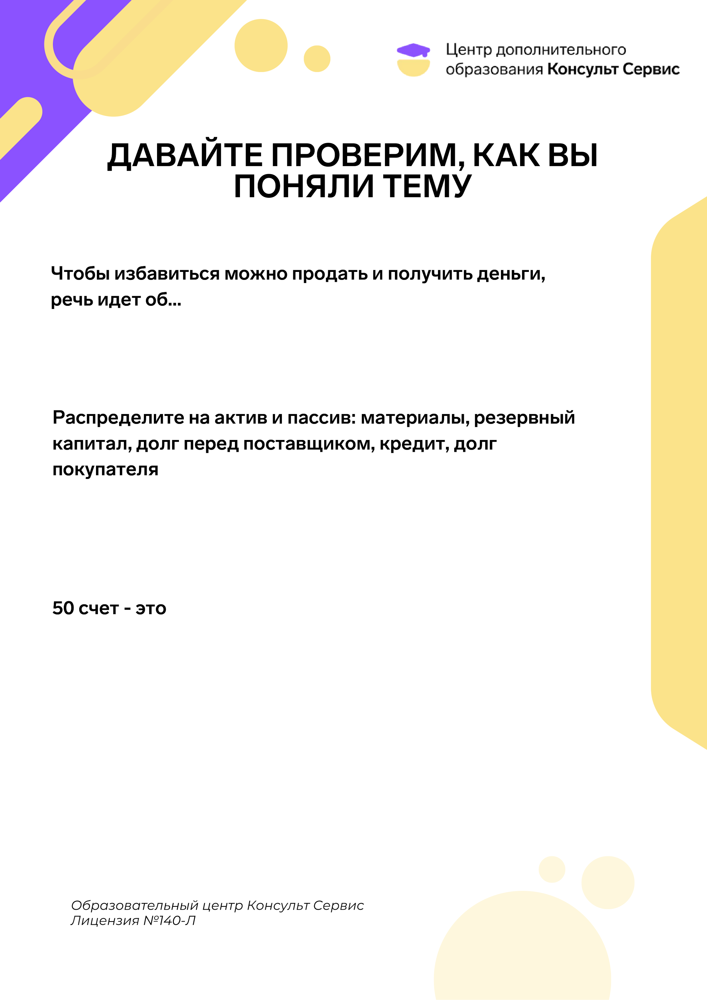 Центр дополнительного
образования Консульт Сервис
ДАВАЙТЕ ПРОВЕРИМ, КАК ВЫ
ПОНЯЛИ ТЕМУ
Чтобы избавиться можно продать и получить деньги,
речь идет об...
Распределите на актив и пассив: материалы, резервный
капитал, долг перед поставщиком, кредит, долг
покупателя
50 счет - это
Образовательный центр Консульт Сервис
Лицензия №140-Л